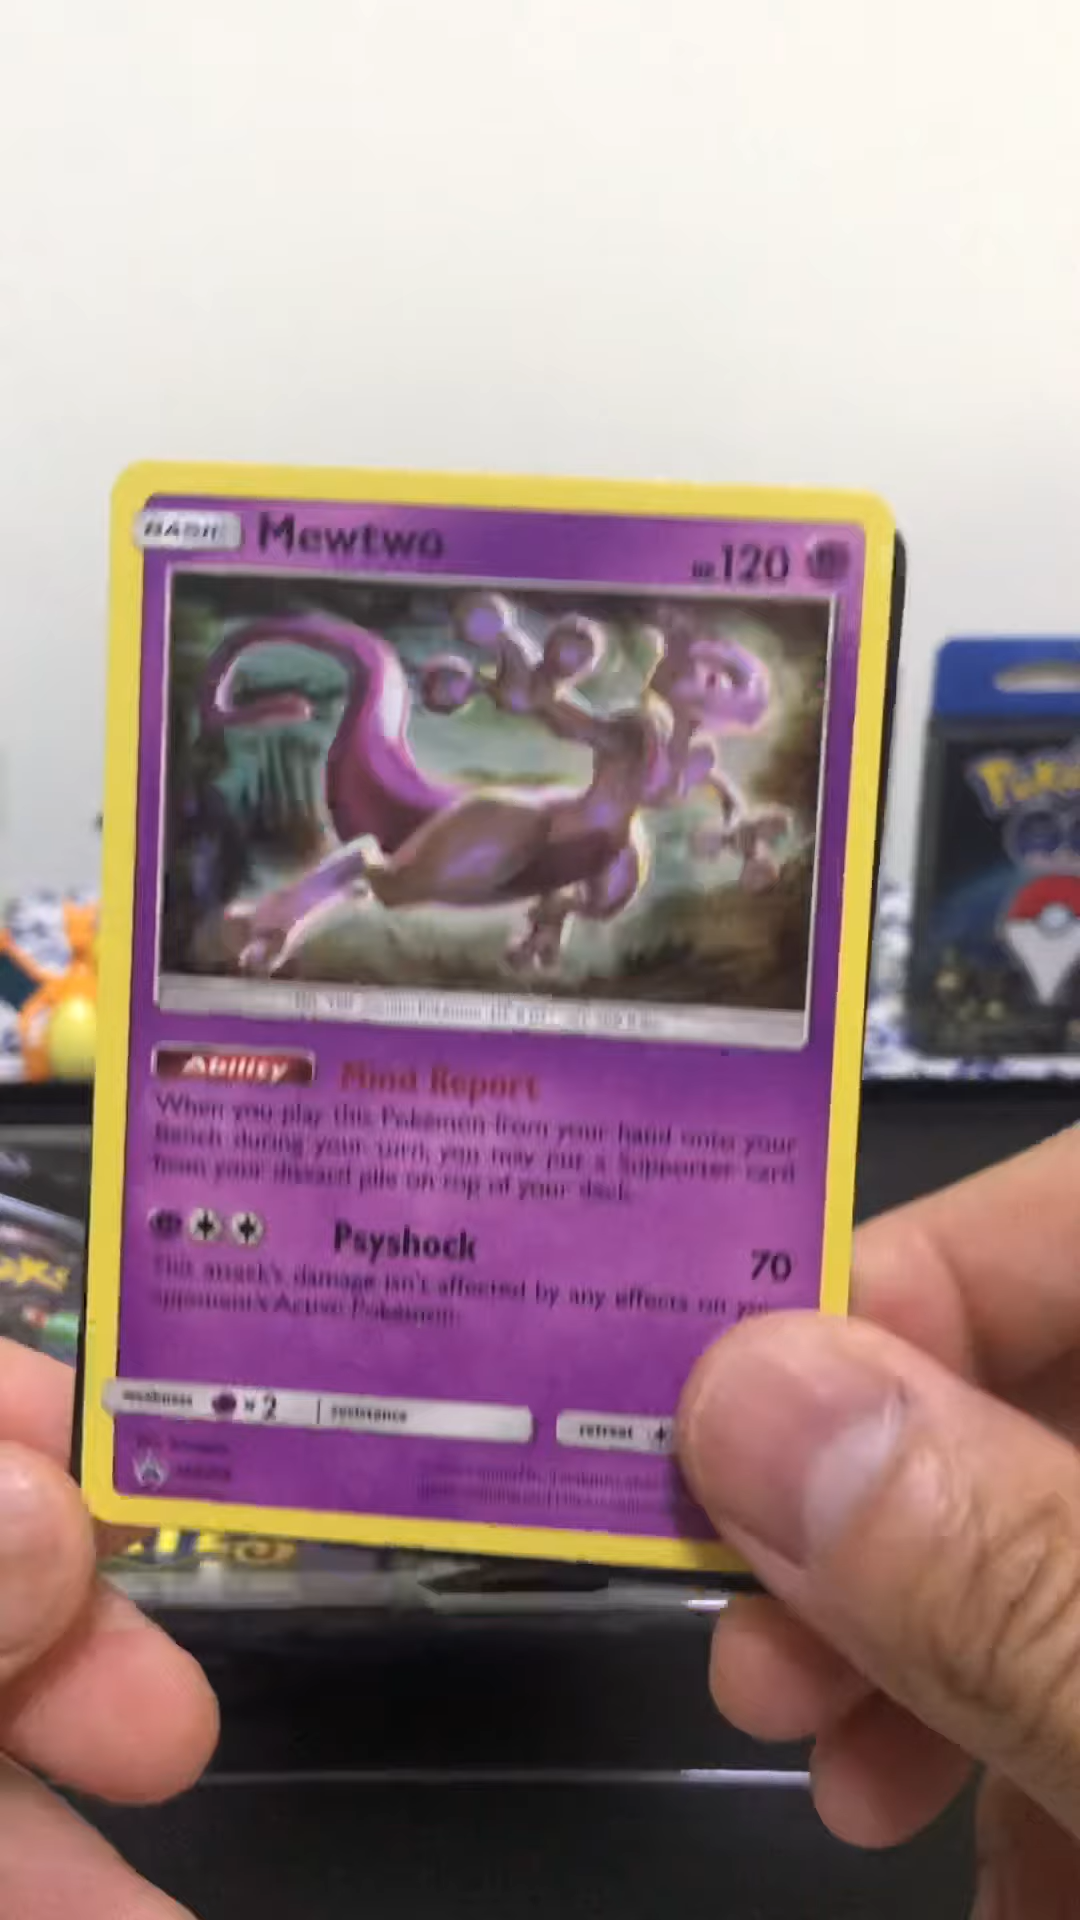 BASIC Mewtwo HP 120
Ability Mind Report
When you play this Pokémon from your hand onto your
Bench during your turn, you may put a Supporter card
from your discard pile on top of your deck.
Psyshock 70
This attack's damage isn't affected by any effects on
opponent's Active Pokémon.
weakness ×2 resistance retreat